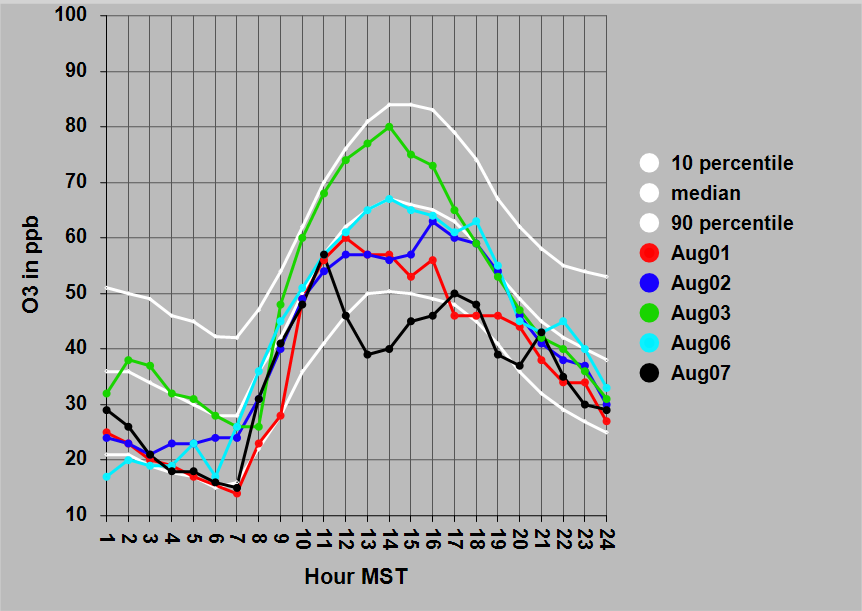 100
90
80
70
60
50
40
30
20
10
O3 in ppb
1 2 3 4 5 6 7 8 9 10 11 12 13 14 15 16 17 18 19 20 21 22 23 24
Hour MST
10 percentile
median
90 percentile
Aug01
Aug02
Aug03
Aug06
Aug07